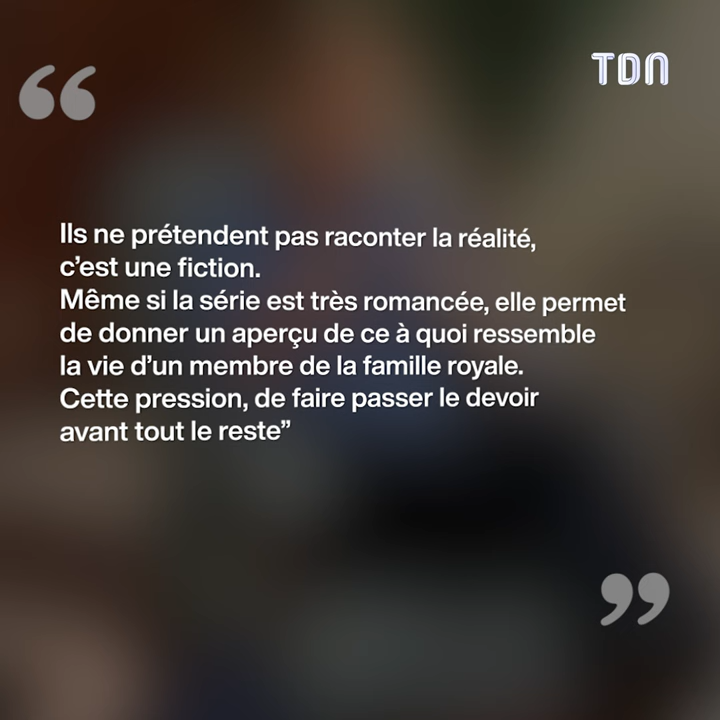 “
TDN
Ils ne prétendent pas raconter la réalité,
c’est une fiction.
Même si la série est très romancée, elle permet
de donner un aperçu de ce à quoi ressemble
la vie d’un membre de la famille royale.
Cette pression, de faire passer le devoir
avant tout le reste”
”